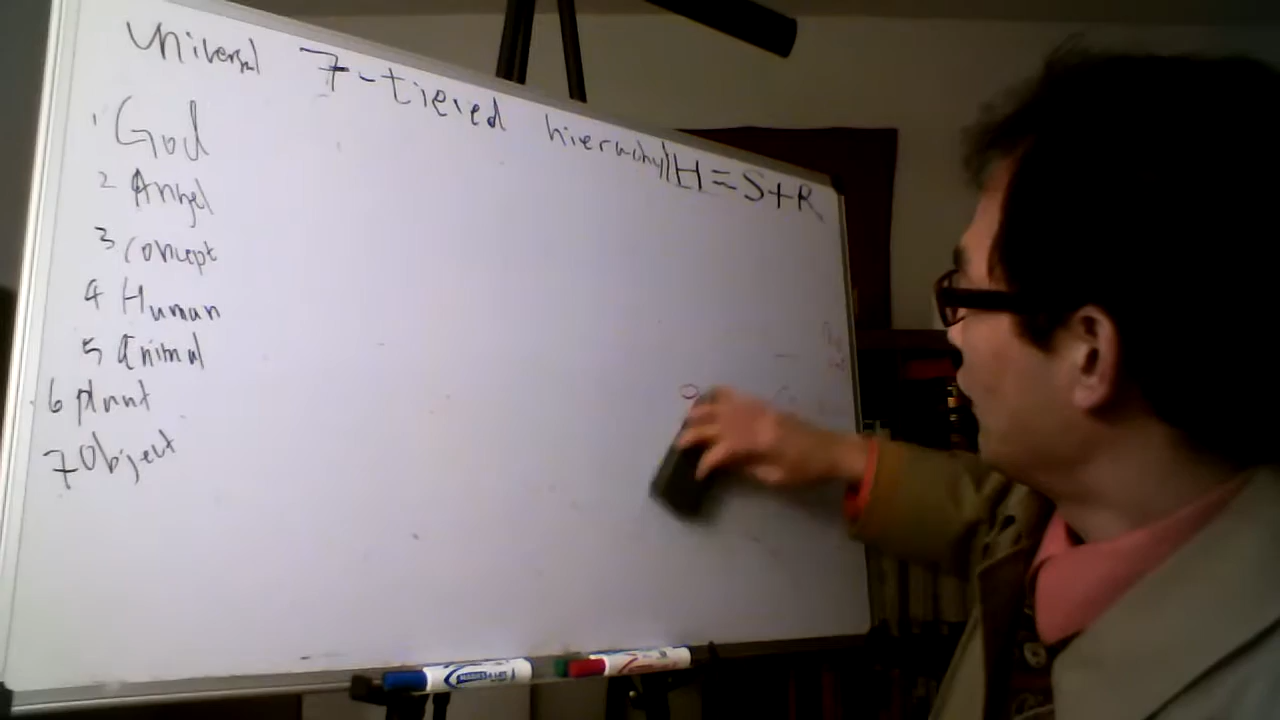 Universal 7-tiered hierarchy H=S+R
1 God
2 Angel
3 Concept
4 Human
5 Animal
6 plant
7 Object